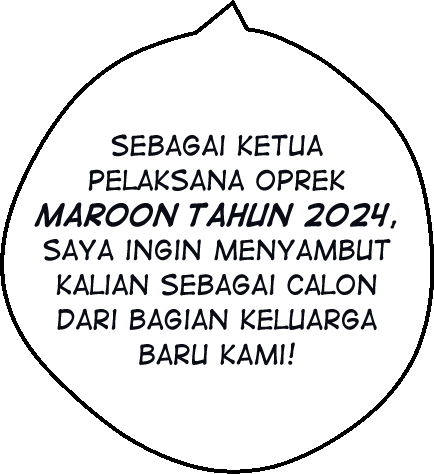 SEBAGAI KETUA
PELAKSANA OPREK
MAROON TAHUN 2024,
SAYA INGIN MENYAMBUT
KALIAN SEBAGAI CALON
DARI BAGIAN KELUARGA
BARU KAMI!